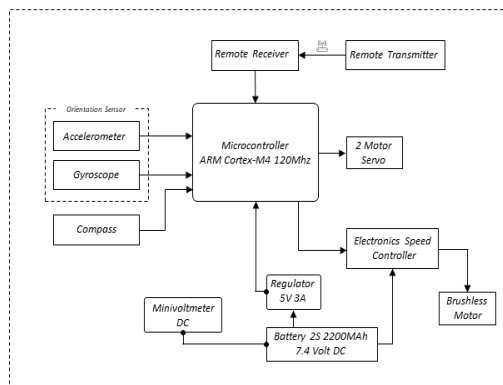 Remote Receiver
Remote Transmitter
Orientation Sensor
Accelerometer
Microcontroller
ARM Cortex-M4 120Mhz
2 Motor
Servo
Gyroscope
Compass
Electronics Speed
Controller
Regulator
5V 3A
Minivoltmeter
DC
Brushless
Motor
Battery 2S 2200MAh
7.4 Volt DC